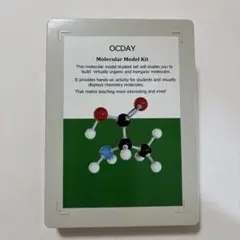 OCDAY
Molecular Model Kit
This molecular model student set will enables you to
build virtually organic and inorganic molecules.
It provides hands-on activity for students and visually
displays chemistry molecules.
That makes teaching more interesting and vivid!